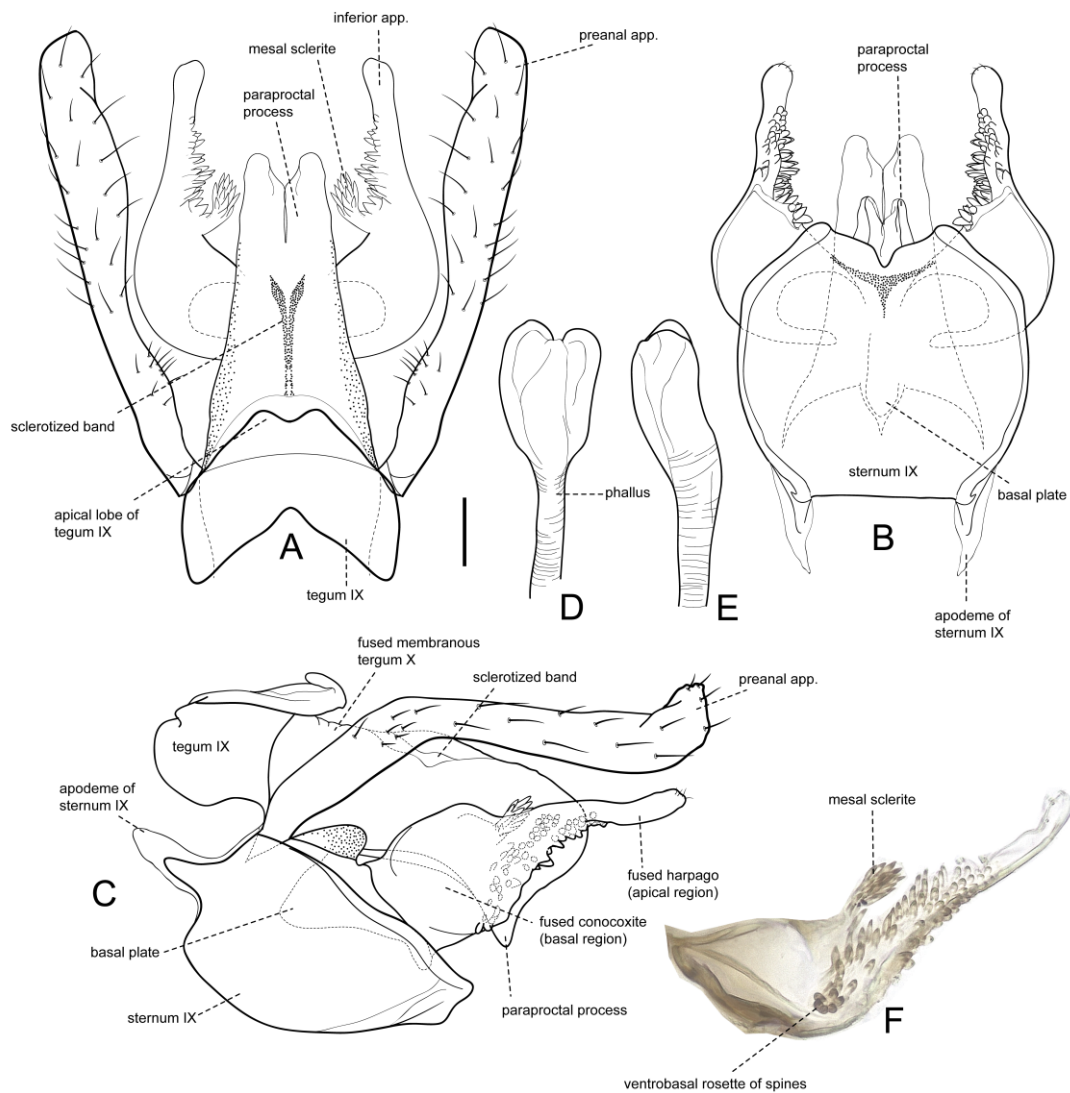 inferior app.
mesal sclerite
preanal app.
paraproctal
process
sclerotized band
apical lobe of
tegum IX
A
tegum IX
paraproctal
process
sternum IX
basal plate
B
apodeme of
sternum IX
phallus
D
E
fused membranous
tergum X
sclerotized band
preanal app.
tegum IX
apodeme of
sternum IX
C
fused harpago
(apical region)
fused conocoxite
(basal region)
basal plate
sternum IX
paraproctal process
mesal sclerite
F
ventrobasal rosette of spines